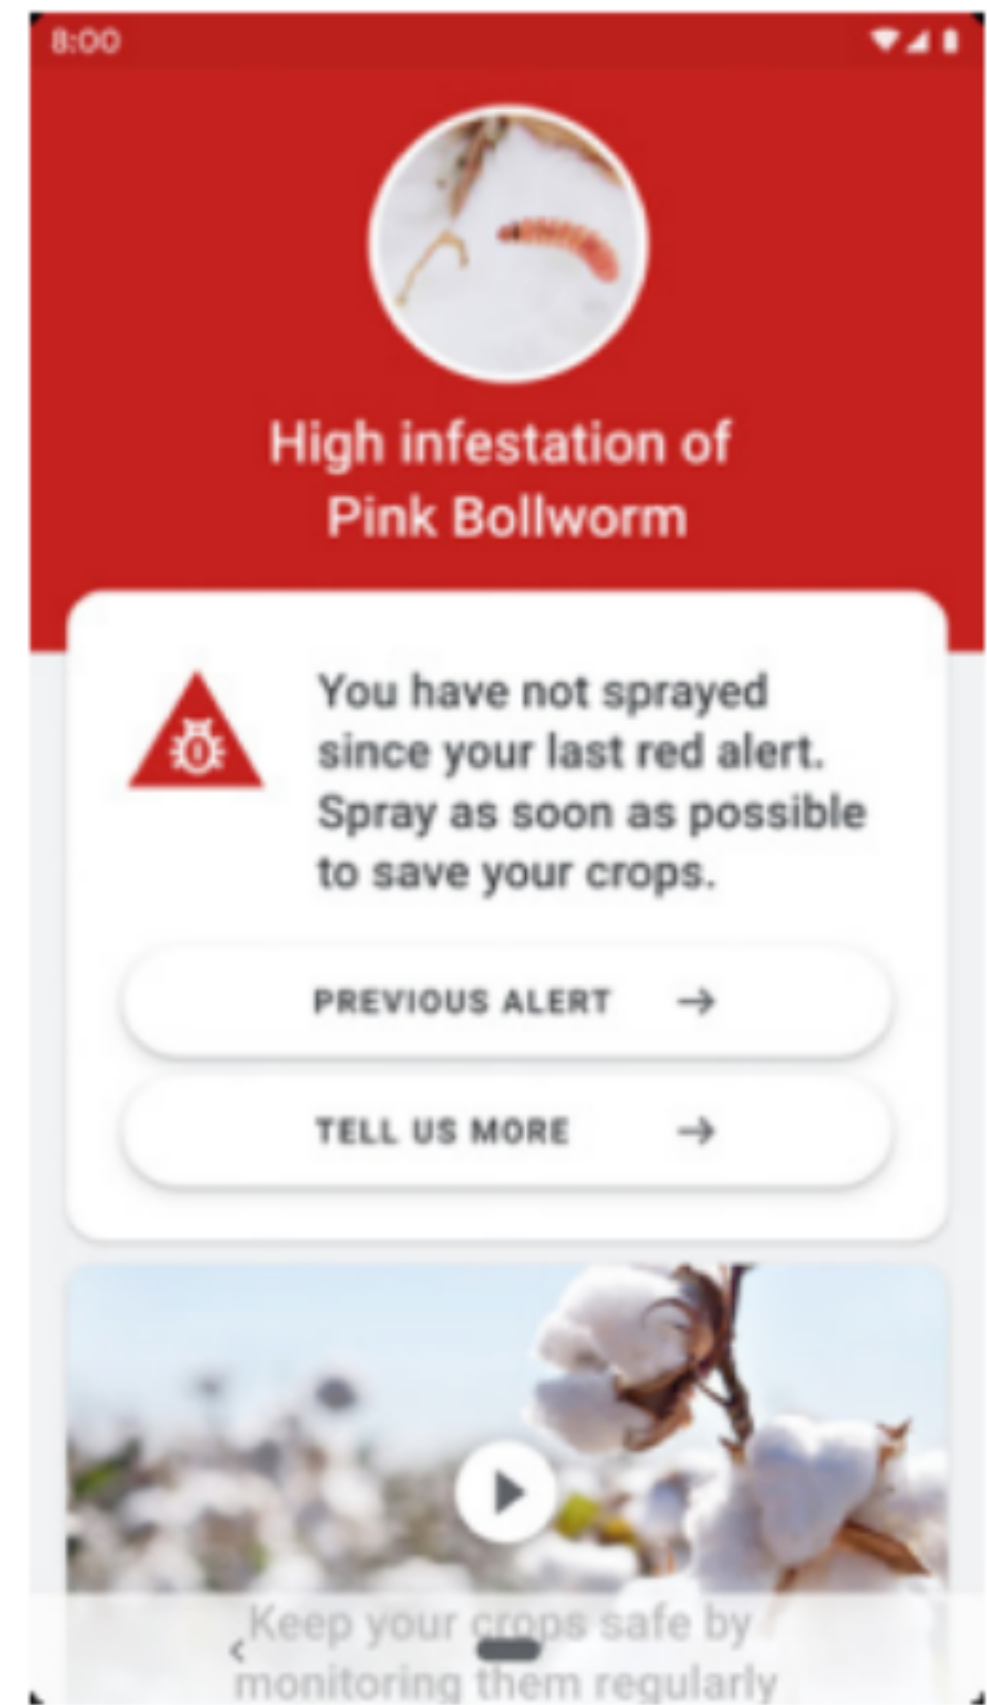 8:00
High infestation of
Pink Bollworm
You have not sprayed
since your last red alert.
Spray as soon as possible
to save your crops.
PREVIOUS ALERT →
TELL US MORE →
Keep your crops safe by
monitoring them regularly